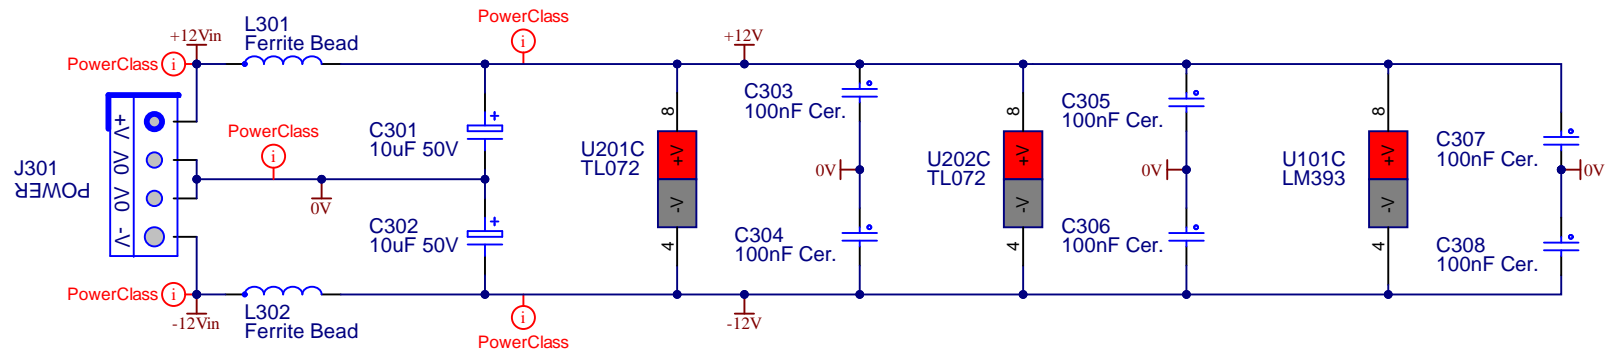 PowerClass
L301
Ferrite Bead
+12Vin
PowerClass
+12V
PowerClass
C301
10uF 50V
J301
POWER
+V
0V
0V
-V
0V
C302
10uF 50V
U201C
TL072
8
+V
-V
4
C303
100nF Cer.
0V
C304
100nF Cer.
U202C
TL072
8
+V
-V
4
C305
100nF Cer.
0V
C306
100nF Cer.
U101C
LM393
8
+V
-V
4
C307
100nF Cer.
0V
C308
100nF Cer.
PowerClass
-12Vin
L302
Ferrite Bead
PowerClass
-12V
i
i
i
i
i
+
+